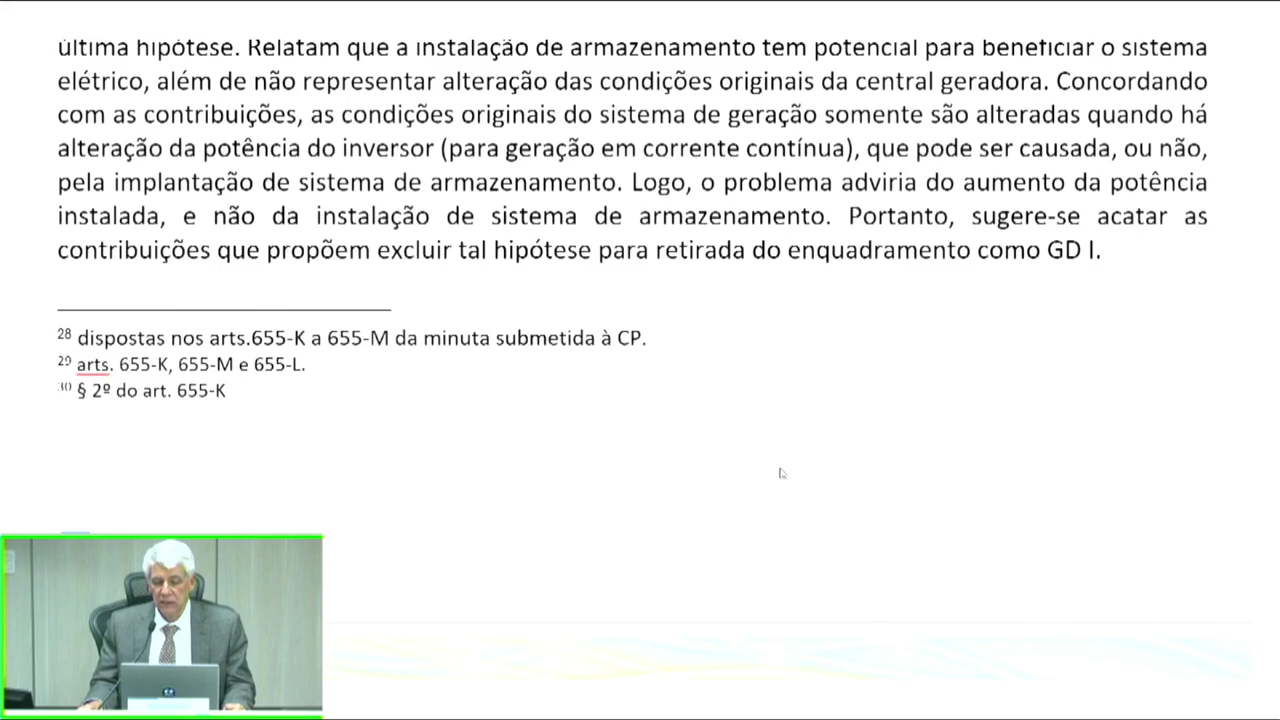 última hipótese. Relatam que a instalação de armazenamento tem potencial para beneficiar o sistema
elétrico, além de não representar alteração das condições originais da central geradora. Concordando
com as contribuições, as condições originais do sistema de geração somente são alteradas quando há
alteração da potência do inversor (para geração em corrente contínua), que pode ser causada, ou não,
pela implantação de sistema de armazenamento. Logo, o problema adviria do aumento da potência
instalada, e não da instalação de sistema de armazenamento. Portanto, sugere-se acatar as
contribuições que propõem excluir tal hipótese para retirada do enquadramento como GD I.
28 dispostas nos arts.655-K a 655-M da minuta submetida à CP.
29 arts. 655-K, 655-M e 655-L.
30 § 2º do art. 655-K